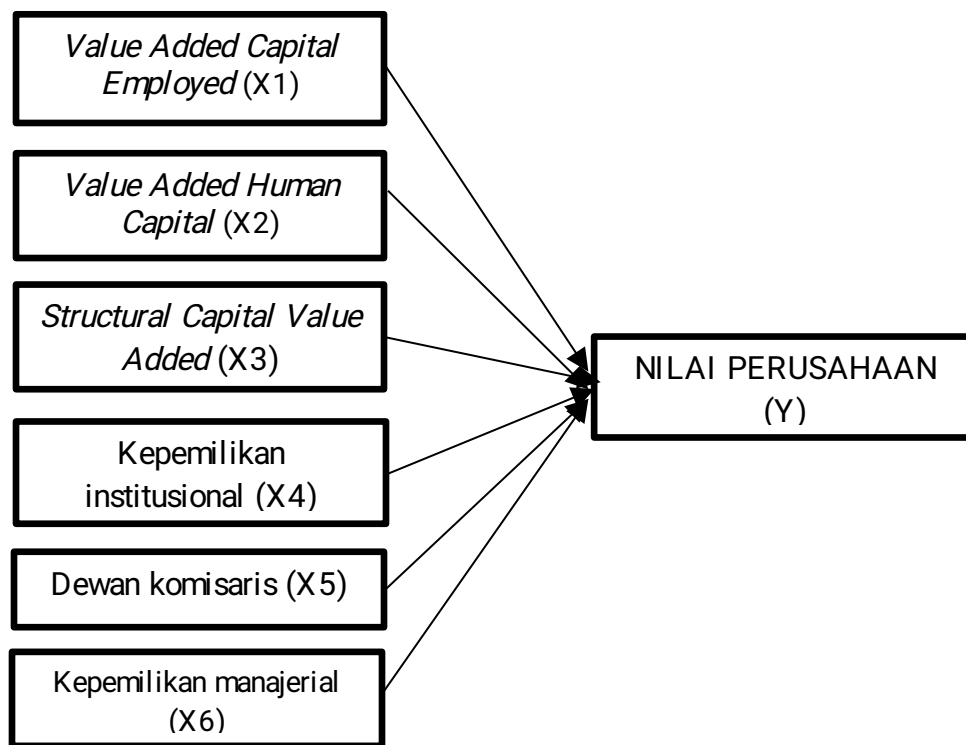 Value Added Capital
Employed (X1)
Value Added Human
Capital (X2)
Structural Capital Value
Added (X3)
Kepemilikan
institusional (X4)
Dewan komisaris (X5)
Kepemilikan manajerial
(X6)
NILAI PERUSAHAAN
(Y)